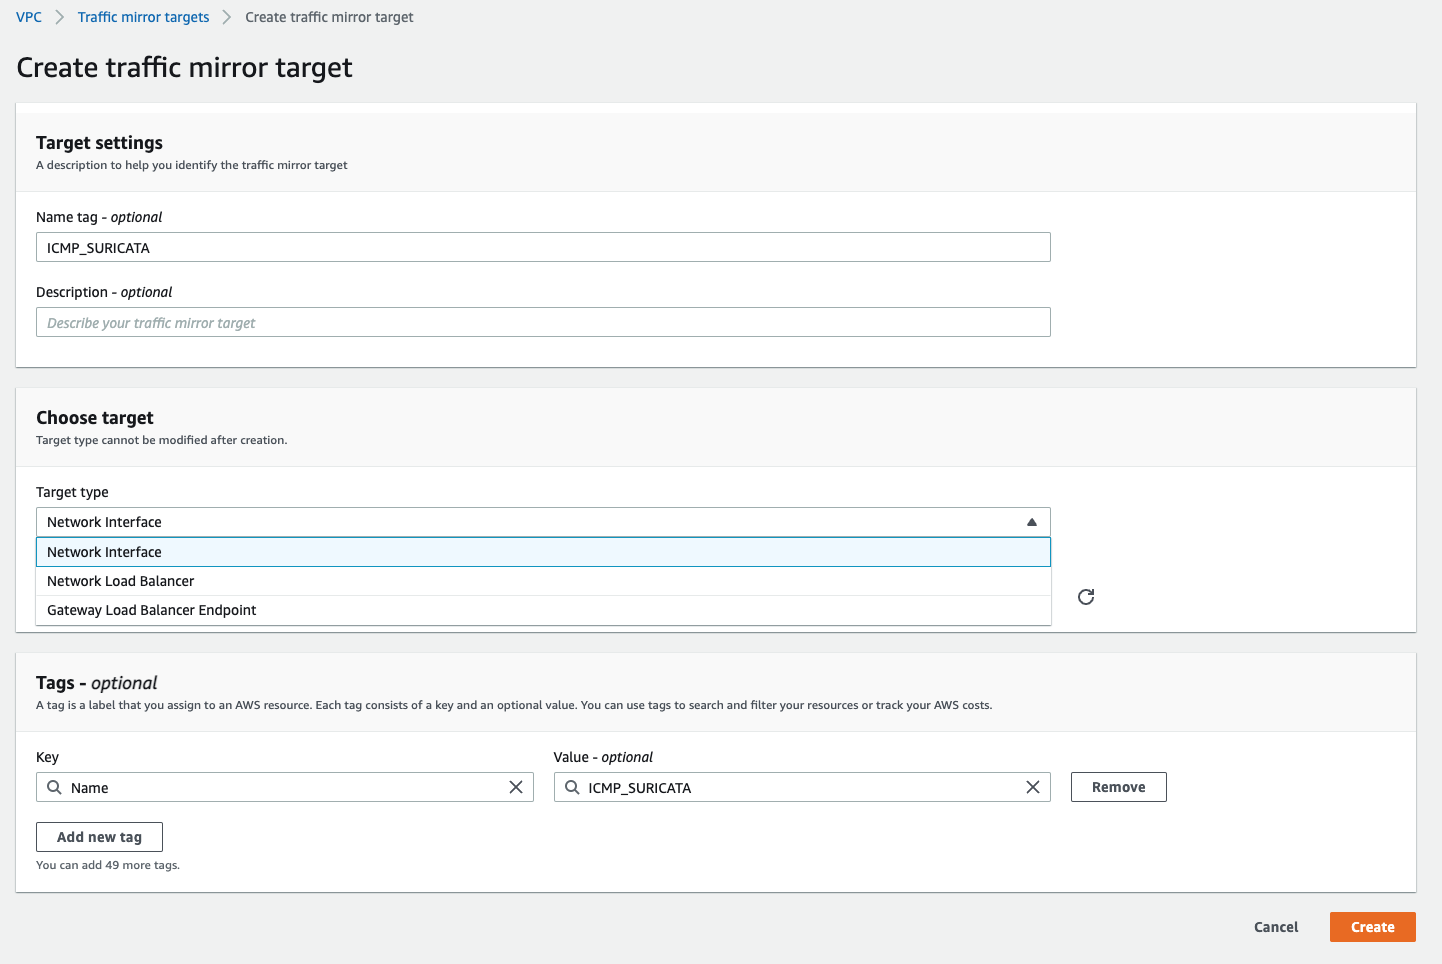 VPC > Traffic mirror targets > Create traffic mirror target
Create traffic mirror target
Target settings
A description to help you identify the traffic mirror target
Name tag - optional
ICMP_SURICATA
Description - optional
Describe your traffic mirror target
Choose target
Target type cannot be modified after creation.
Target type
Network Interface
Network Interface
Network Load Balancer
Gateway Load Balancer Endpoint
Tags - optional
A tag is a label that you assign to an AWS resource. Each tag consists of a key and an optional value. You can use tags to search and filter your resources or track your AWS costs.
Key Value - optional
Name ICMP_SURICATA Remove
Add new tag
You can add 49 more tags.
Cancel Create